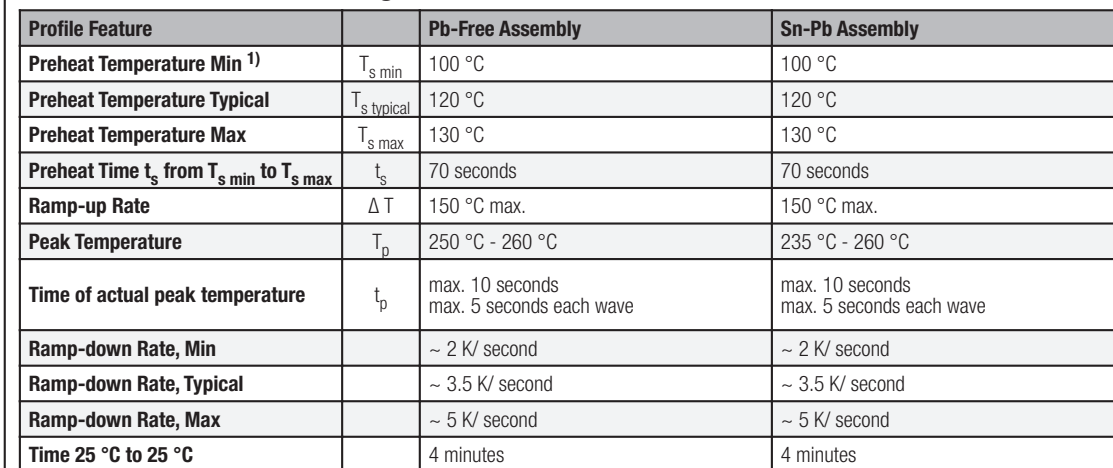 Profile Feature Pb-Free Assembly Sn-Pb Assembly
Preheat Temperature Min 1) Ts min 100 °C 100 °C
Preheat Temperature Typical Ts typical 120 °C 120 °C
Preheat Temperature Max Ts max 130 °C 130 °C
Preheat Time ts from Ts min to Ts max ts 70 seconds 70 seconds
Ramp-up Rate Δ T 150 °C max. 150 °C max.
Peak Temperature Tp 250 °C - 260 °C 235 °C - 260 °C
Time of actual peak temperature tp max. 10 seconds max. 10 seconds
max. 5 seconds each wave max. 5 seconds each wave
Ramp-down Rate, Min ~ 2 K/ second ~ 2 K/ second
Ramp-down Rate, Typical ~ 3.5 K/ second ~ 3.5 K/ second
Ramp-down Rate, Max ~ 5 K/ second ~ 5 K/ second
Time 25 °C to 25 °C 4 minutes 4 minutes